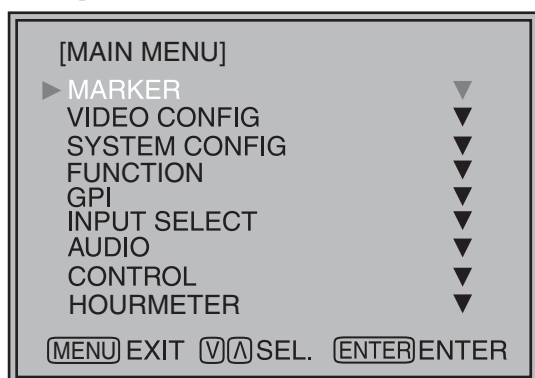 [MAIN MENU]
MARKER
VIDEO CONFIG
SYSTEM CONFIG
FUNCTION
GPI
INPUT SELECT
AUDIO
CONTROL
HOURMETER
MENU EXIT V Λ SEL. ENTER ENTER